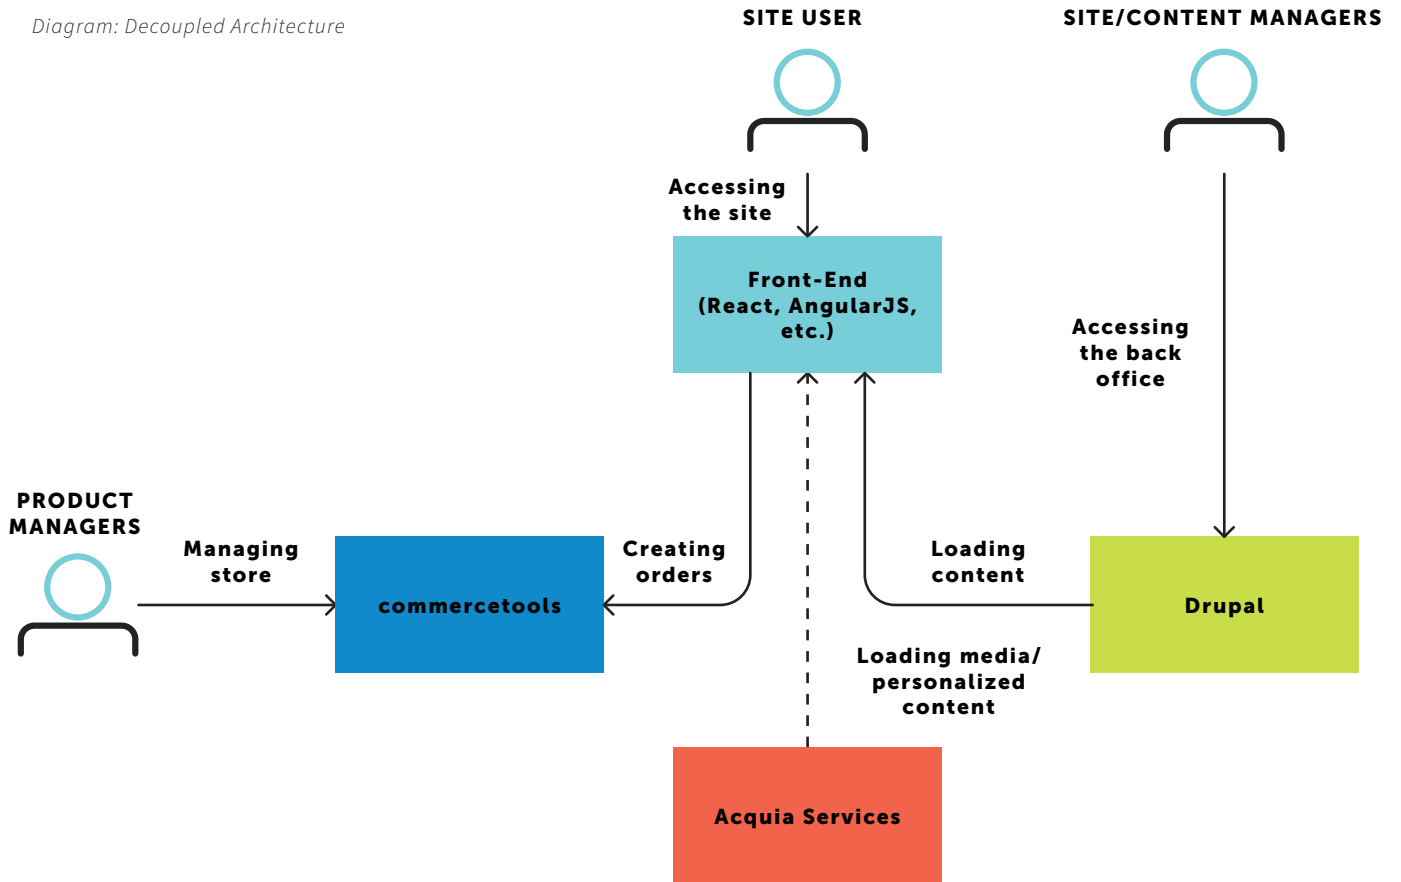 Diagram: Decoupled Architecture
SITE USER
SITE/CONTENT MANAGERS
Accessing
the site
Front-End
(React, AngularJS,
etc.)
Accessing
the back
office
PRODUCT
MANAGERS
Managing
store
commercetools
Creating
orders
Loading
content
Drupal
Loading media/
personalized
content
Acquia Services